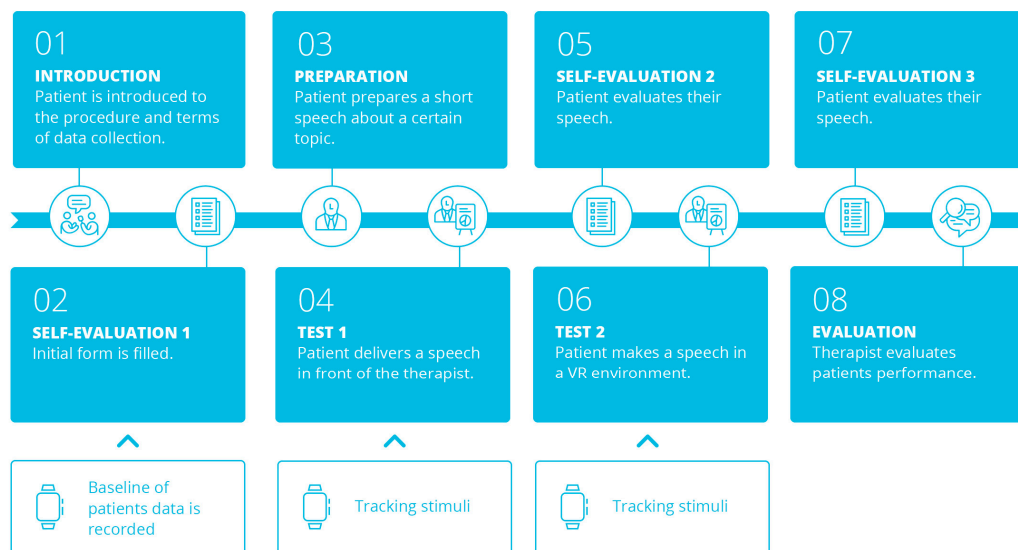 01
INTRODUCTION
Patient is introduced to
the procedure and terms
of data collection.
03
PREPARATION
Patient prepares a short
speech about a certain
topic.
05
SELF-EVALUATION 2
Patient evaluates their
speech.
07
SELF-EVALUATION 3
Patient evaluates their
speech.
02
SELF-EVALUATION 1
Initial form is filled.
04
TEST 1
Patient delivers a speech
in front of the therapist.
06
TEST 2
Patient makes a speech in
a VR environment.
08
EVALUATION
Therapist evaluates
patients performance.
Baseline of
patients data is
recorded
Tracking stimuli
Tracking stimuli